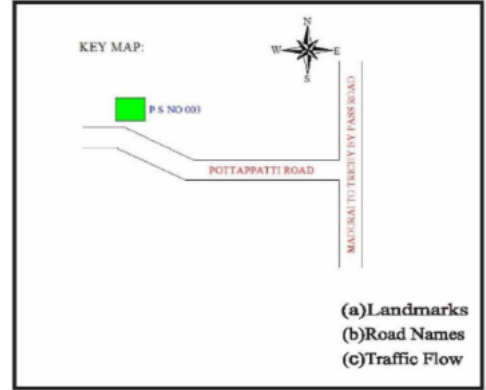 N
KEY MAP:
W E
S
P S NO 003
POTTAPPATTI ROAD
MADURAI TO TRICHY BY PASS ROAD
(a)Landmarks
(b)Road Names
(c)Traffic Flow